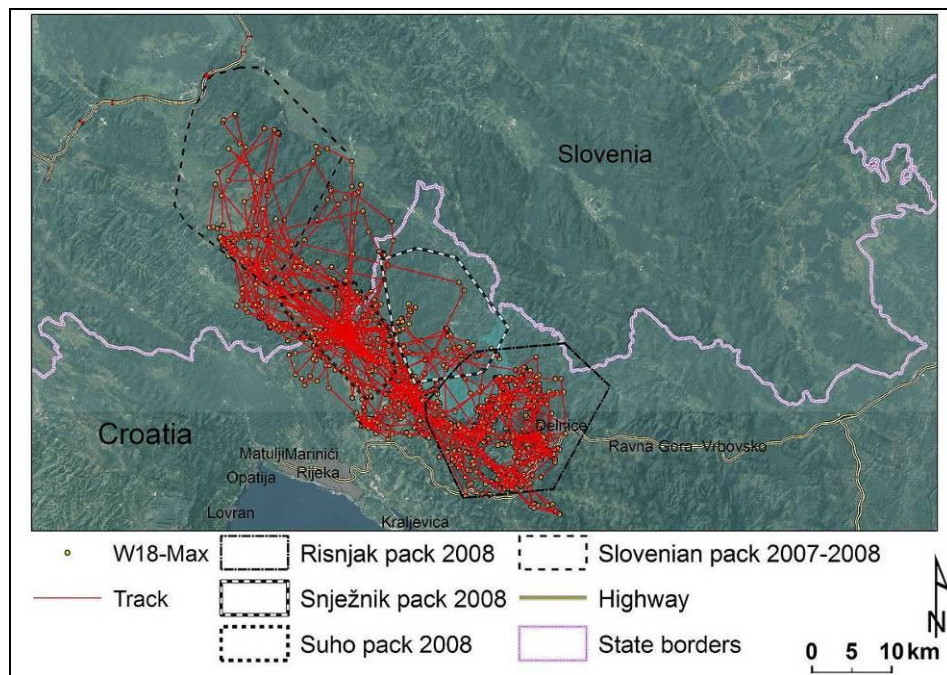 Slovenia
Croatia
Delnice
Ravna Gora Vrbovsko
Matulji Marinići
Opatija Rijeka
Lovran
Kraljevica
W18-Max Risnjak pack 2008 Slovenian pack 2007-2008
Track Snježnik pack 2008 Highway
Suho pack 2008 State borders
N
0 5 10 km